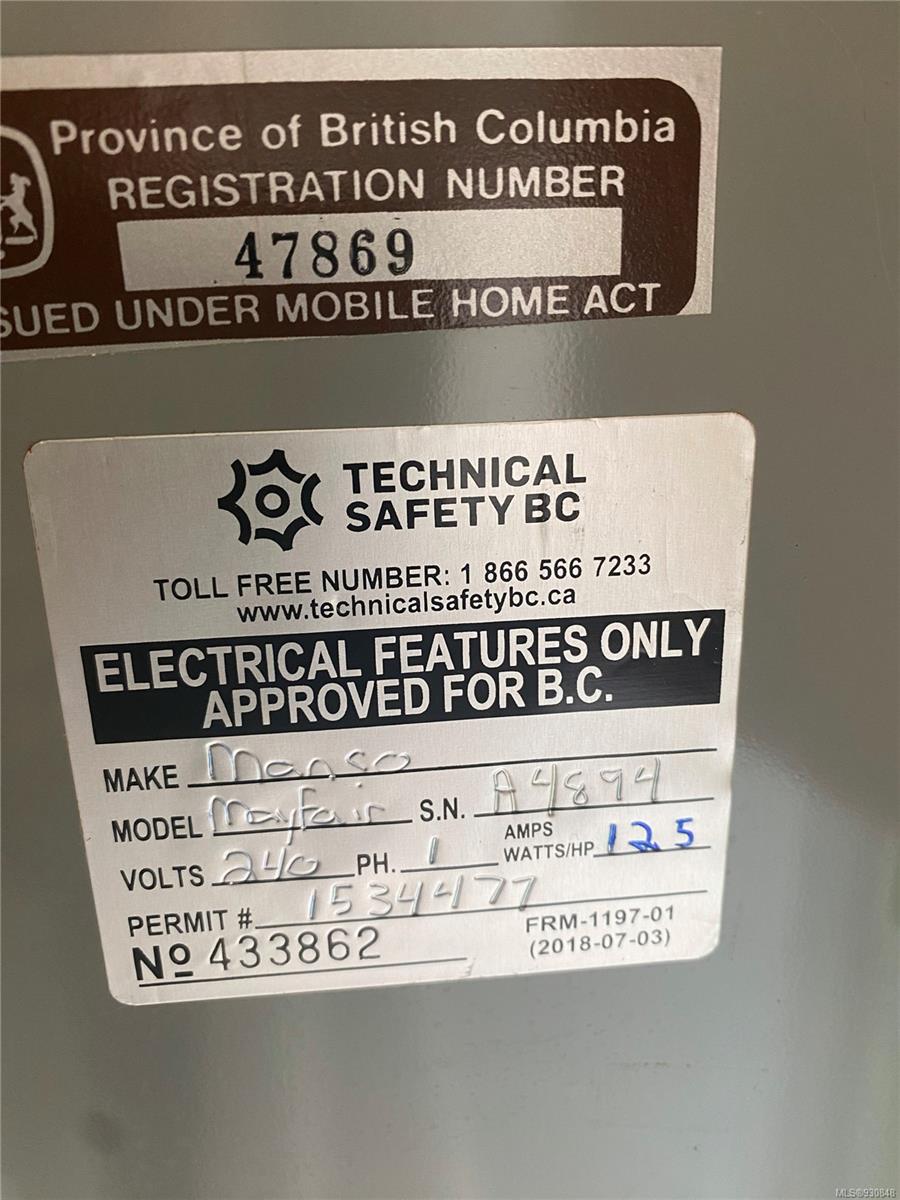 Province of British Columbia
REGISTRATION NUMBER
47869
SUED UNDER MOBILE HOME ACT
TECHNICAL
SAFETY BC
TOLL FREE NUMBER: 1 866 566 7233
www.technicalsafetybc.ca
ELECTRICAL FEATURES ONLY
APPROVED FOR B.C.
MAKE Manso
MODEL Mayfair S.N. A4894
VOLTS 240 PH. 1 AMPS WATTS/HP 125
PERMIT # 1534477
Nº 433862 FRM-1197-01
(2018-07-03)
MLS®930848